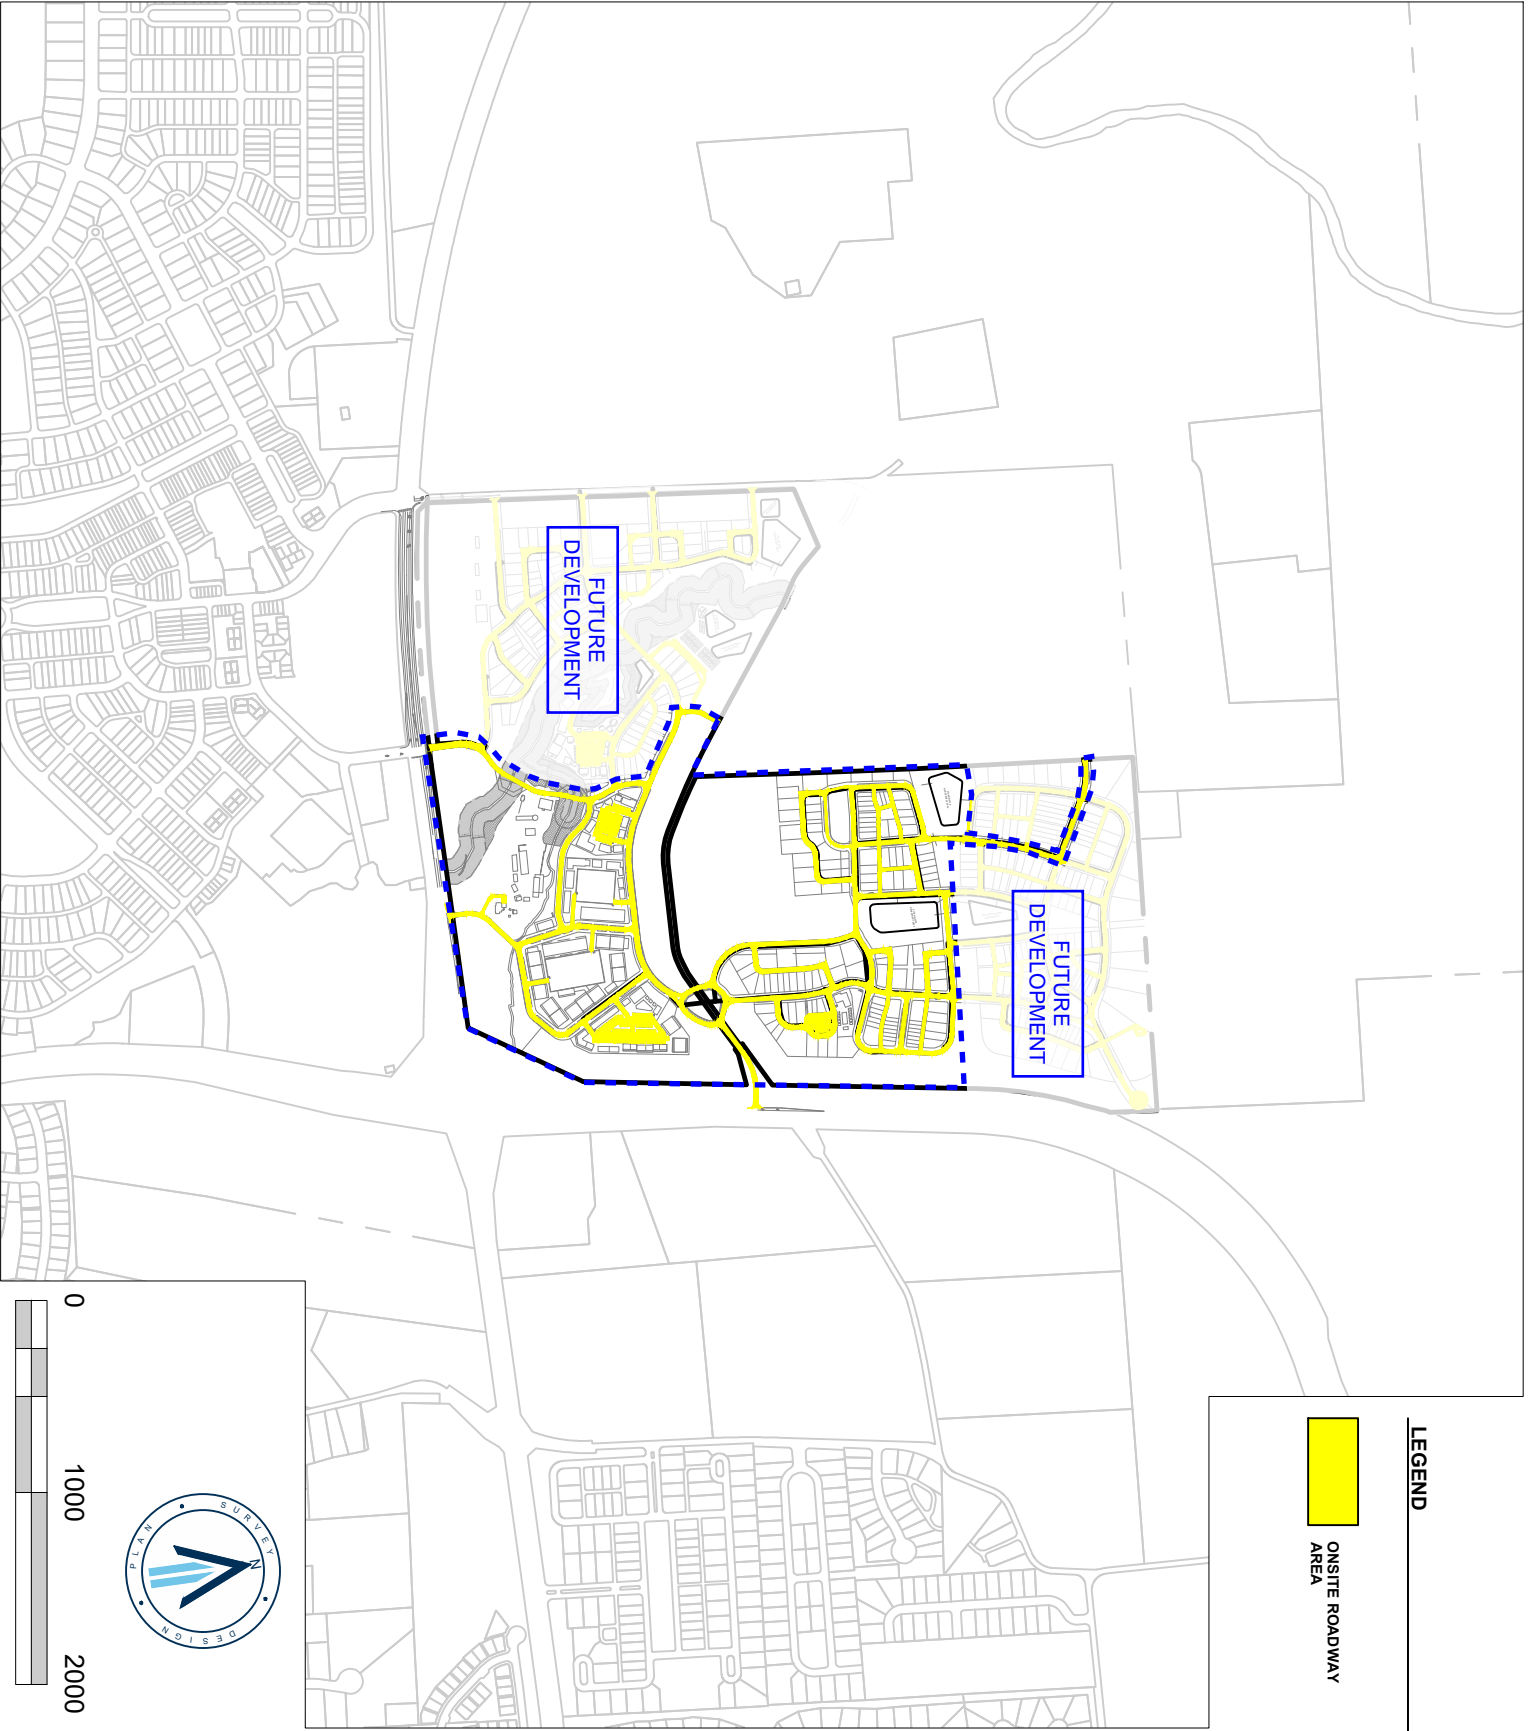 LEGEND
ONSITE ROADWAY
AREA
FUTURE
DEVELOPMENT
FUTURE
DEVELOPMENT
0
1000
2000
PLAN • SURVEY • DESIGN •
N